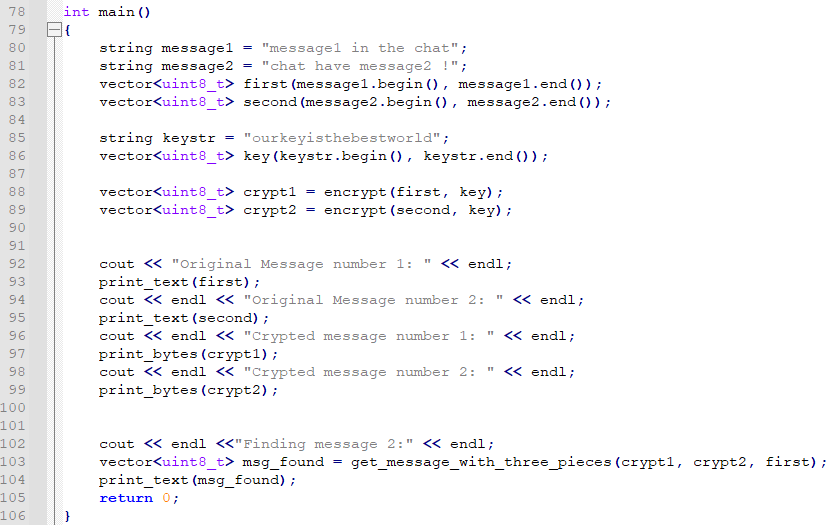 78 int main()
79 {
80 string message1 = "message1 in the chat";
81 string message2 = "chat have message2 !";
82 vector<uint8_t> first(message1.begin(), message1.end());
83 vector<uint8_t> second(message2.begin(), message2.end());
84
85 string keystr = "ourkeyisthebestworld";
86 vector<uint8_t> key(keystr.begin(), keystr.end());
87
88 vector<uint8_t> crypt1 = encrypt(first, key);
89 vector<uint8_t> crypt2 = encrypt(second, key);
90
91
92 cout << "Original Message number 1: " << endl;
93 print_text(first);
94 cout << endl << "Original Message number 2: " << endl;
95 print_text(second);
96 cout << endl << "Crypted message number 1: " << endl;
97 print_bytes(crypt1);
98 cout << endl << "Crypted message number 2: " << endl;
99 print_bytes(crypt2);
100
101
102 cout << endl <<"Finding message 2:" << endl;
103 vector<uint8_t> msg_found = get_message_with_three_pieces(crypt1, crypt2, first);
104 print_text(msg_found);
105 return 0;
106 }